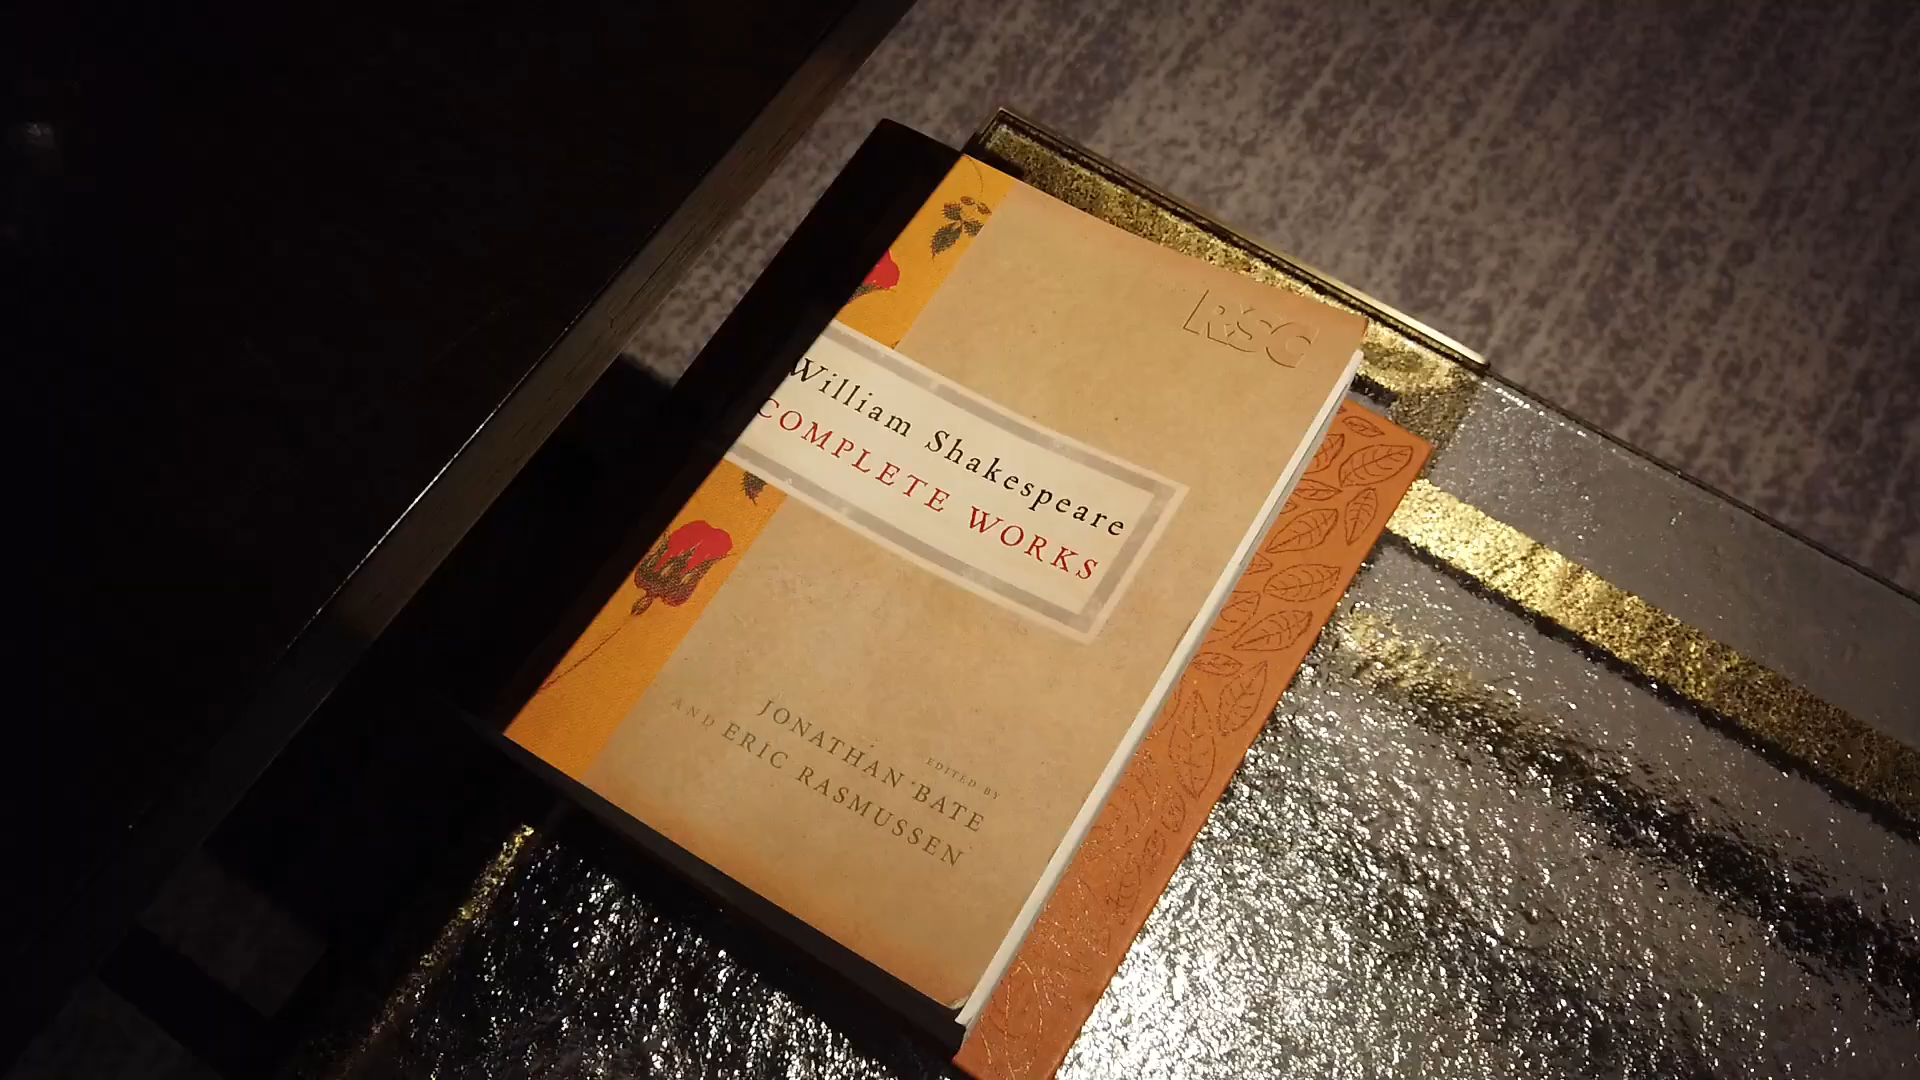 RSC
William Shakespeare
COMPLETE WORKS
EDITED BY
JONATHAN BATE
AND ERIC RASMUSSEN